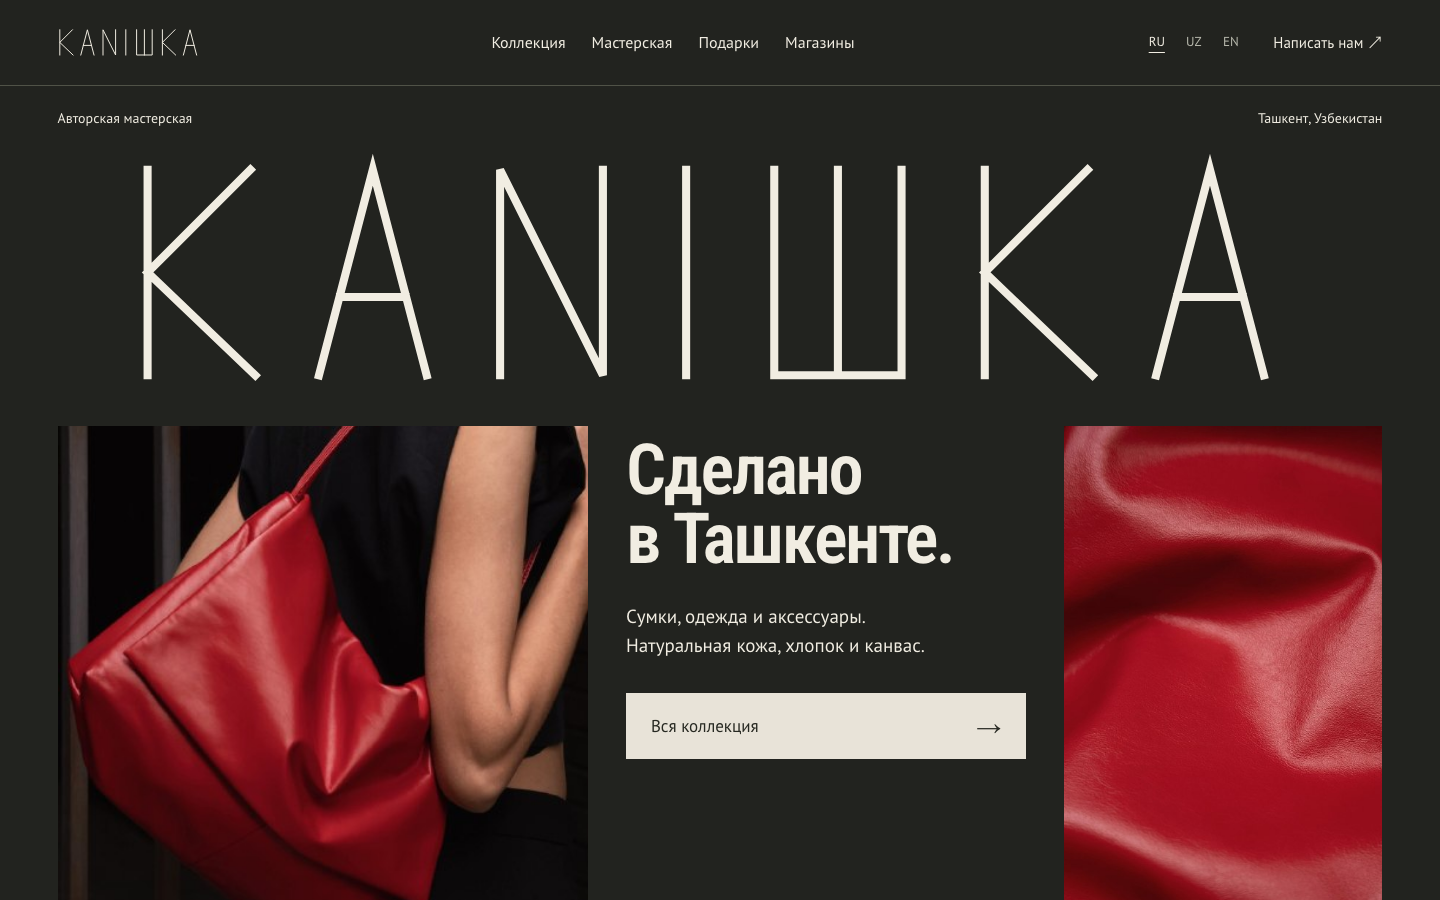 KANIШKA
Коллекция Мастерская Подарки Магазины
RU UZ EN Написать нам ↗
Авторская мастерская
Ташкент, Узбекистан
KANIШKA
Сделано
в Ташкенте.
Сумки, одежда и аксессуары.
Натуральная кожа, хлопок и канвас.
Вся коллекция →